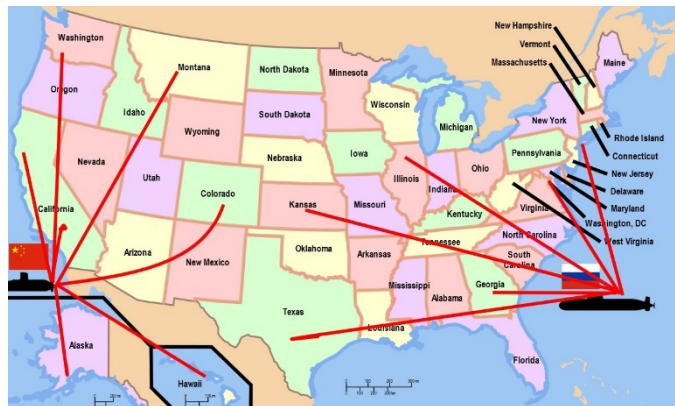 New Hampshire
Vermont
Massachusetts
Washington
Maine
Montana
North Dakota
Minnesota
Oregon
Idaho
Wisconsin
South Dakota
Michigan
New York
Wyoming
Rhode Island
Connecticut
Nevada
Nebraska
Iowa
Pennsylvania
New Jersey
Utah
Illinois
Indiana
Ohio
Delaware
Colorado
Maryland
California
Kansas
Missouri
Virginia
Washington, DC
Kentucky
West Virginia
North Carolina
Tennessee
Arizona
Oklahoma
New Mexico
Arkansas
South
Carolina
Mississippi
Alabama
Georgia
Texas
Louisiana
Alaska
Florida
Hawaii